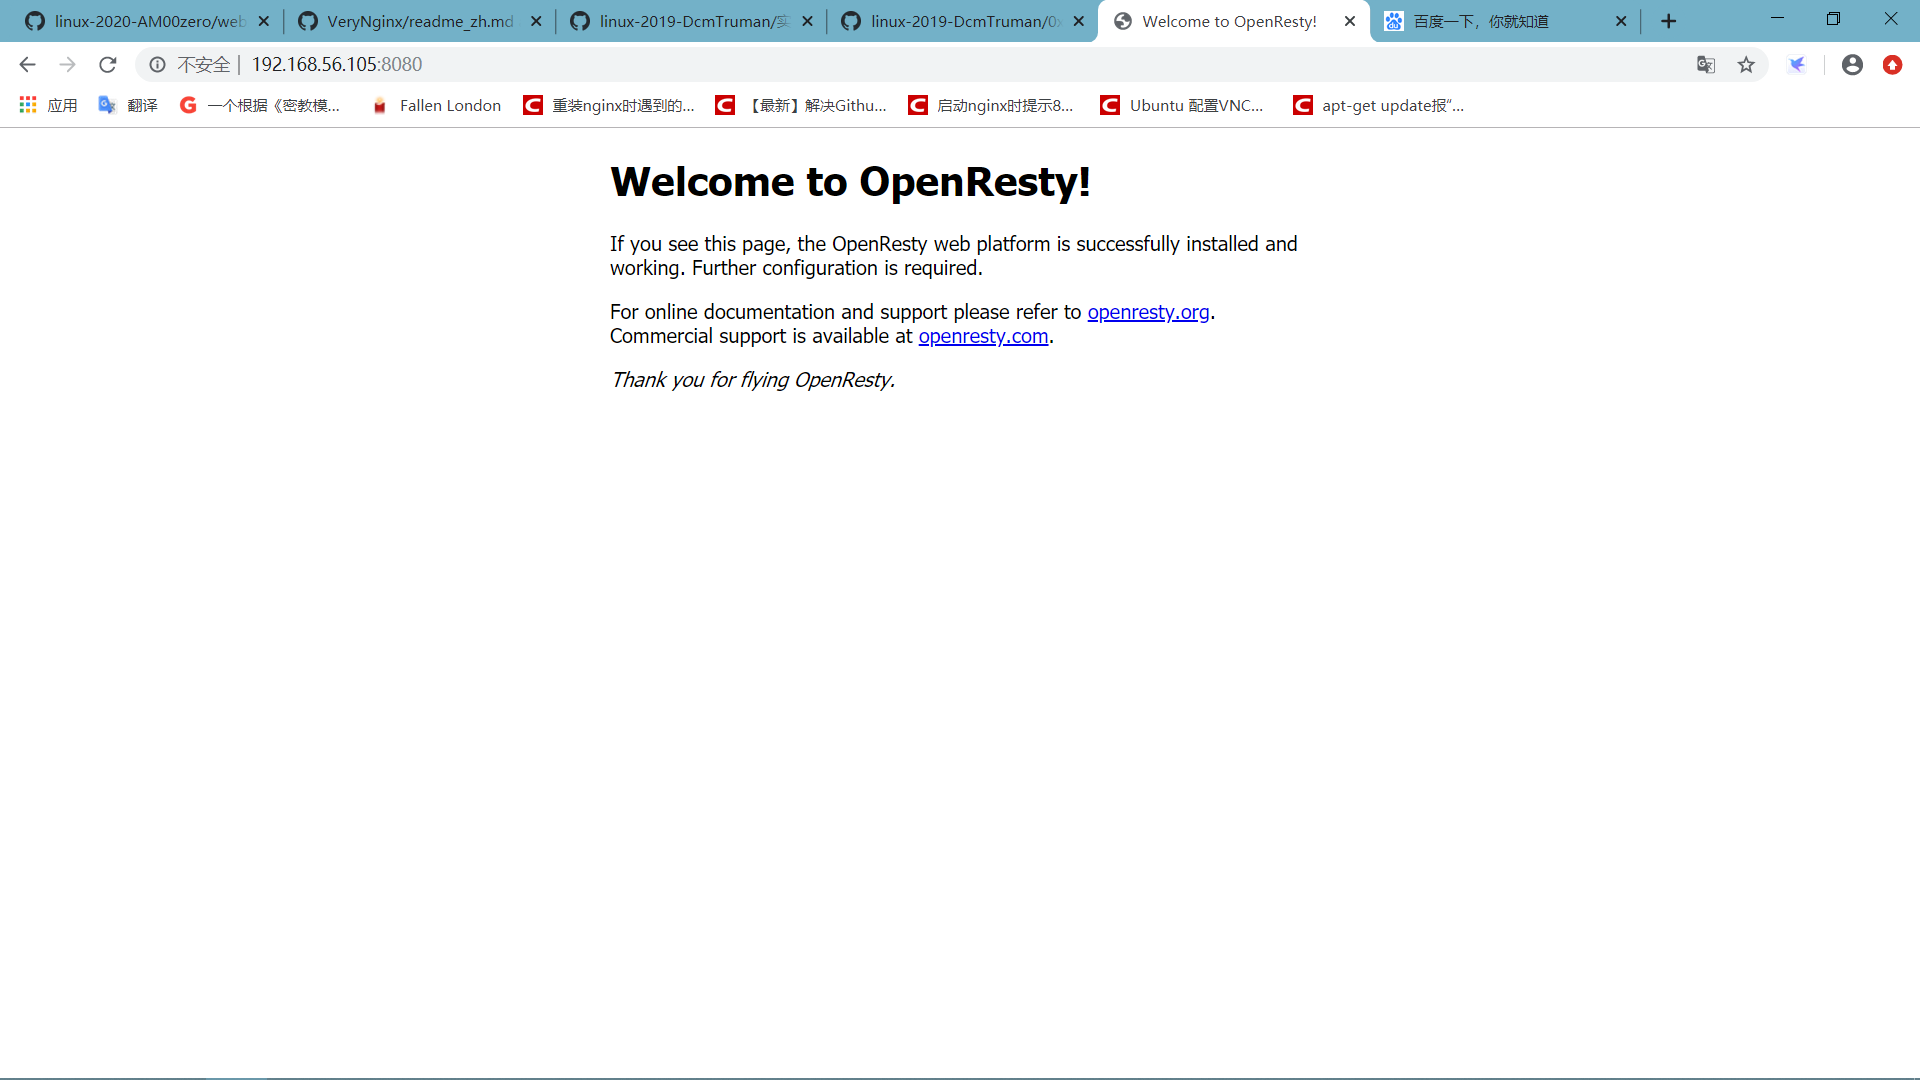 linux-2020-AM00zero/web
VeryNginx/readme_zh.md
linux-2019-DcmTruman/实
linux-2019-DcmTruman/0x
Welcome to OpenResty!
百度一下，你就知道
不安全 | 192.168.56.105:8080
应用
翻译
一个根据《密教模...
Fallen London
重装nginx时遇到的...
【最新】解决Githu...
启动nginx时提示8...
Ubuntu 配置VNC...
apt-get update报“...
Welcome to OpenResty!
If you see this page, the OpenResty web platform is successfully installed and
working. Further configuration is required.
For online documentation and support please refer to openresty.org.
Commercial support is available at openresty.com.
Thank you for flying OpenResty.